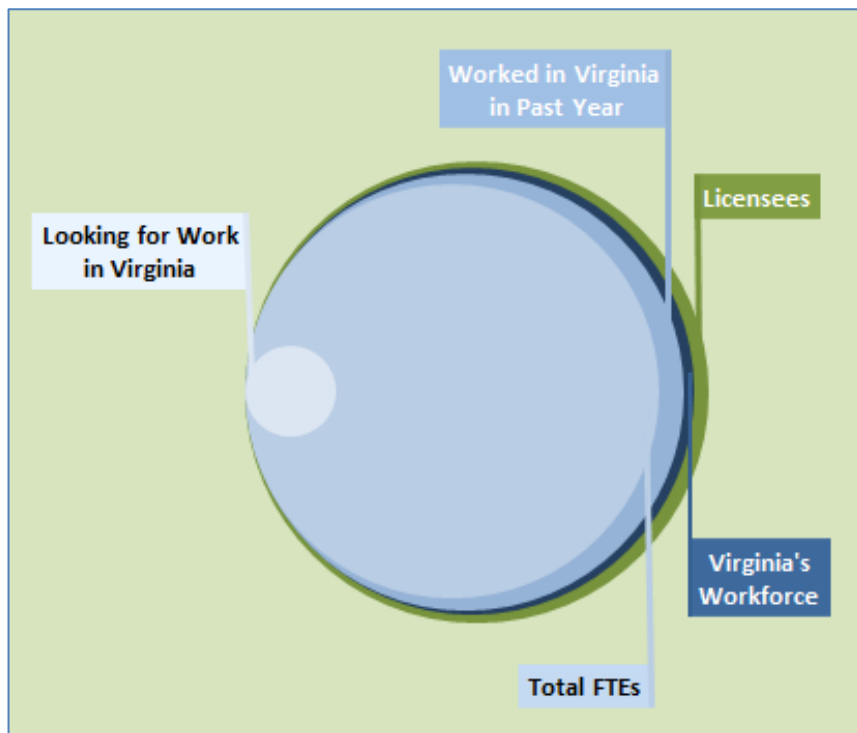 Worked in Virginia
in Past Year
Licensees
Looking for Work
in Virginia
Virginia's
Workforce
Total FTEs